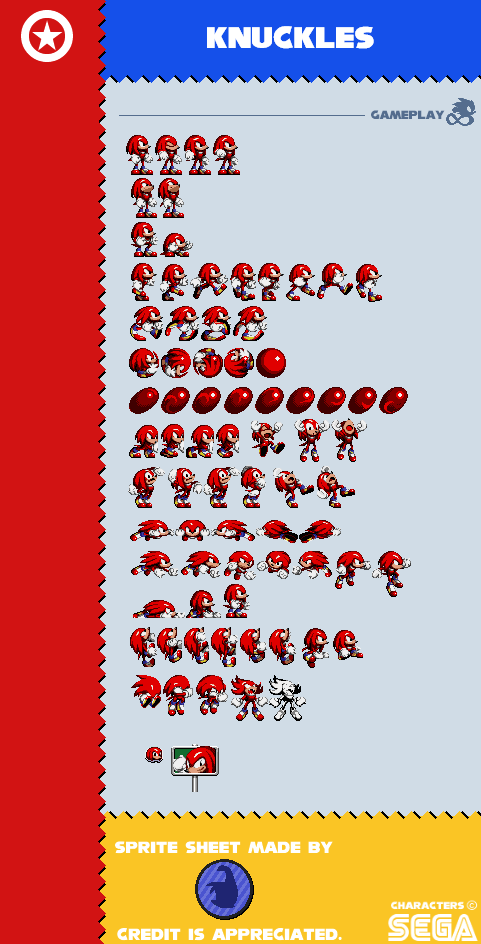 KNUCKLES
GAMEPLAY
SPRITE SHEET MADE BY
CREDIT IS APPRECIATED.
CHARACTERS ©
SEGA